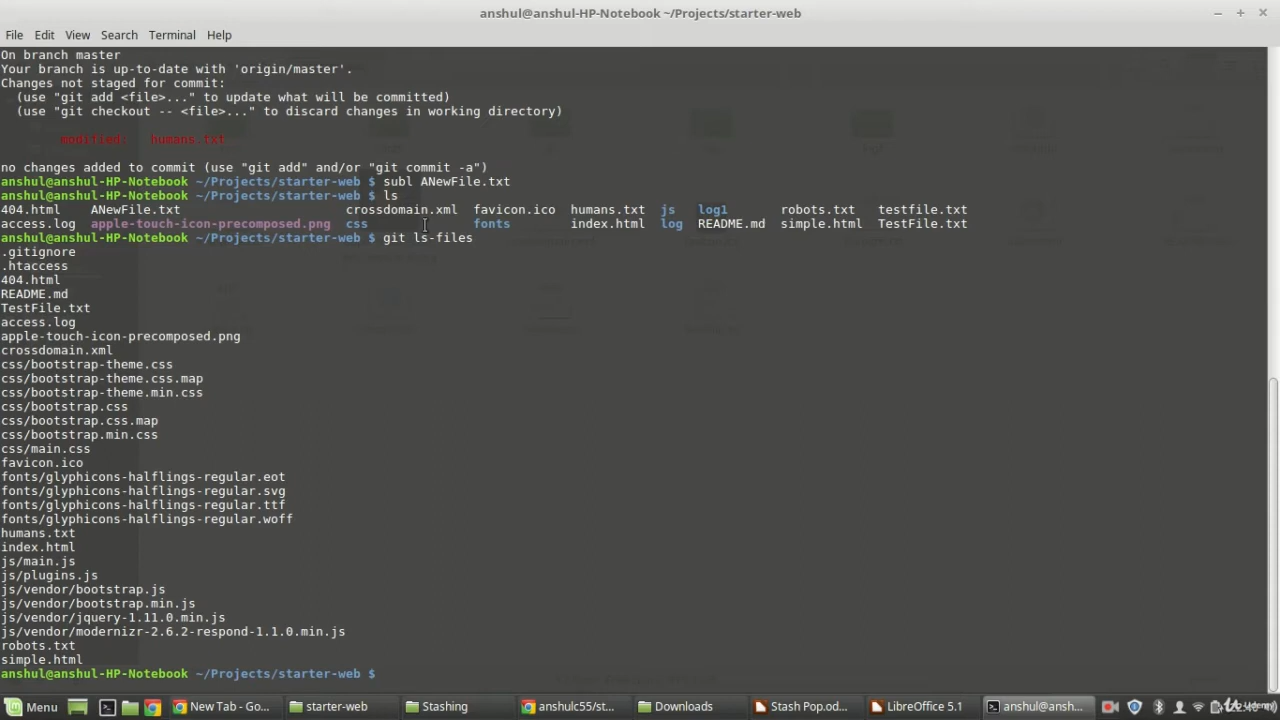 anshul@anshul-HP-Notebook ~/Projects/starter-web
File Edit View Search Terminal Help
On branch master
Your branch is up-to-date with 'origin/master'.
Changes not staged for commit:
(use "git add <file>..." to update what will be committed)
(use "git checkout -- <file>..." to discard changes in working directory)
modified: humans.txt
no changes added to commit (use "git add" and/or "git commit -a")
anshul@anshul-HP-Notebook ~/Projects/starter-web $ subl ANewFile.txt
anshul@anshul-HP-Notebook ~/Projects/starter-web $ ls
404.html ANewFile.txt crossdomain.xml favicon.ico humans.txt js log1 robots.txt testfile.txt
access.log apple-touch-icon-precomposed.png css fonts index.html log README.md simple.html TestFile.txt
anshul@anshul-HP-Notebook ~/Projects/starter-web $ git ls-files
.gitignore
.htaccess
404.html
README.md
TestFile.txt
access.log
apple-touch-icon-precomposed.png
crossdomain.xml
css/bootstrap-theme.css
css/bootstrap-theme.css.map
css/bootstrap-theme.min.css
css/bootstrap.css
css/bootstrap.css.map
css/bootstrap.min.css
css/main.css
favicon.ico
fonts/glyphicons-halflings-regular.eot
fonts/glyphicons-halflings-regular.svg
fonts/glyphicons-halflings-regular.ttf
fonts/glyphicons-halflings-regular.woff
humans.txt
index.html
js/main.js
js/plugins.js
js/vendor/bootstrap.js
js/vendor/bootstrap.min.js
js/vendor/jquery-1.11.0.min.js
js/vendor/modernizr-2.6.2-respond-1.1.0.min.js
robots.txt
simple.html
anshul@anshul-HP-Notebook ~/Projects/starter-web $
Menu New Tab - Go... starter-web Stashing anshulc55/st... Downloads Stash Pop.od... LibreOffice 5.1 anshul@ansh...